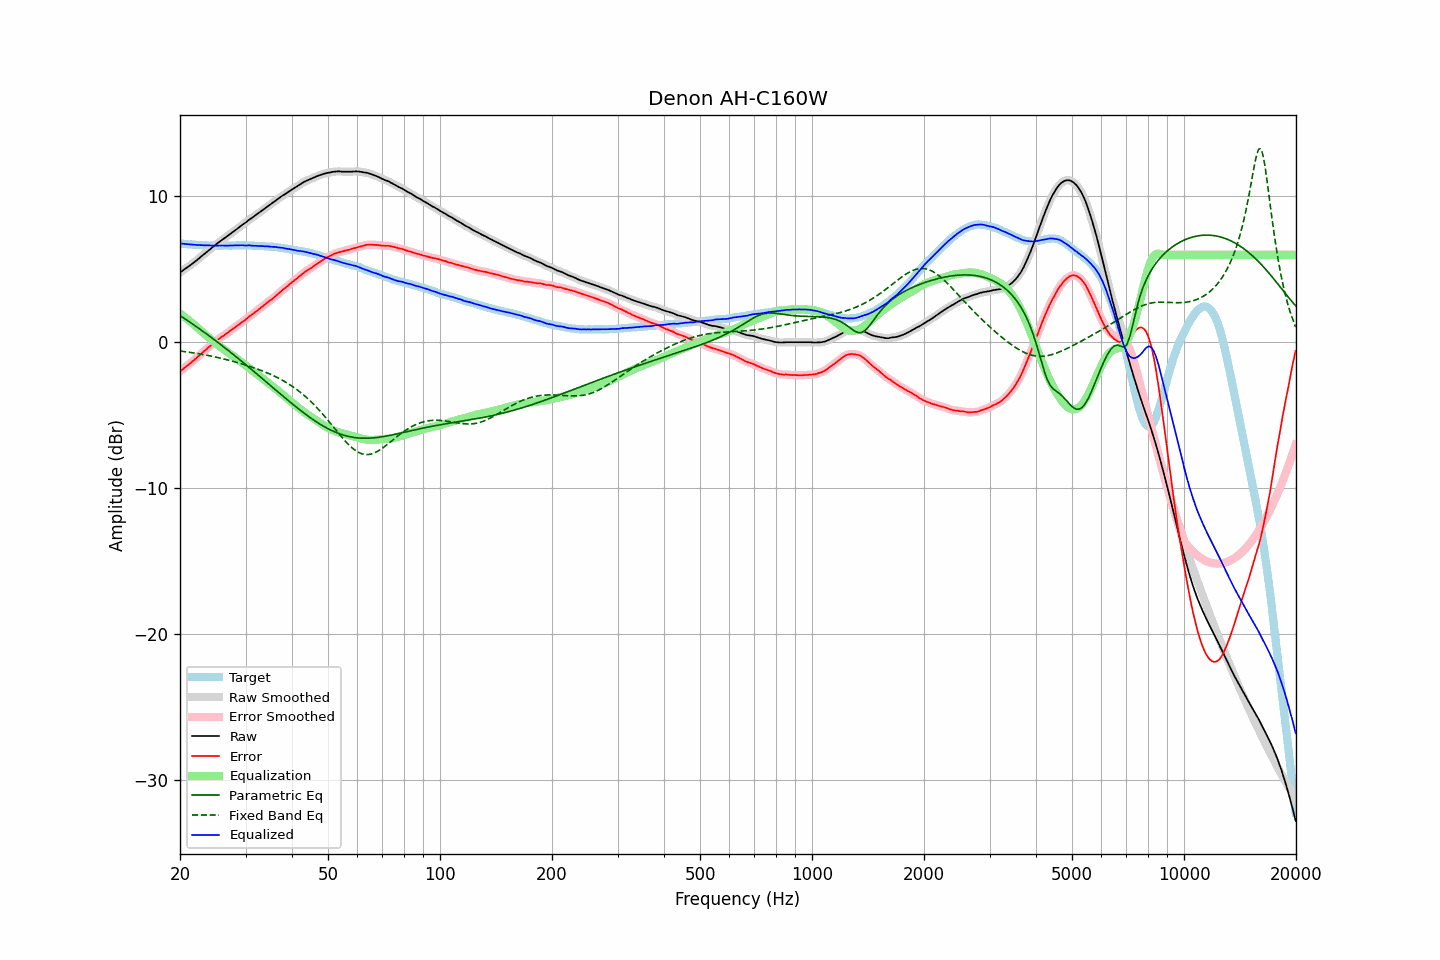 Denon AH-C160W
Amplitude (dBr)
10
0
−10
−20
−30
Target
Raw Smoothed
Error Smoothed
Raw
Error
Equalization
Parametric Eq
Fixed Band Eq
Equalized
20 50 100 200 500 1000 2000 5000 10000 20000
Frequency (Hz)